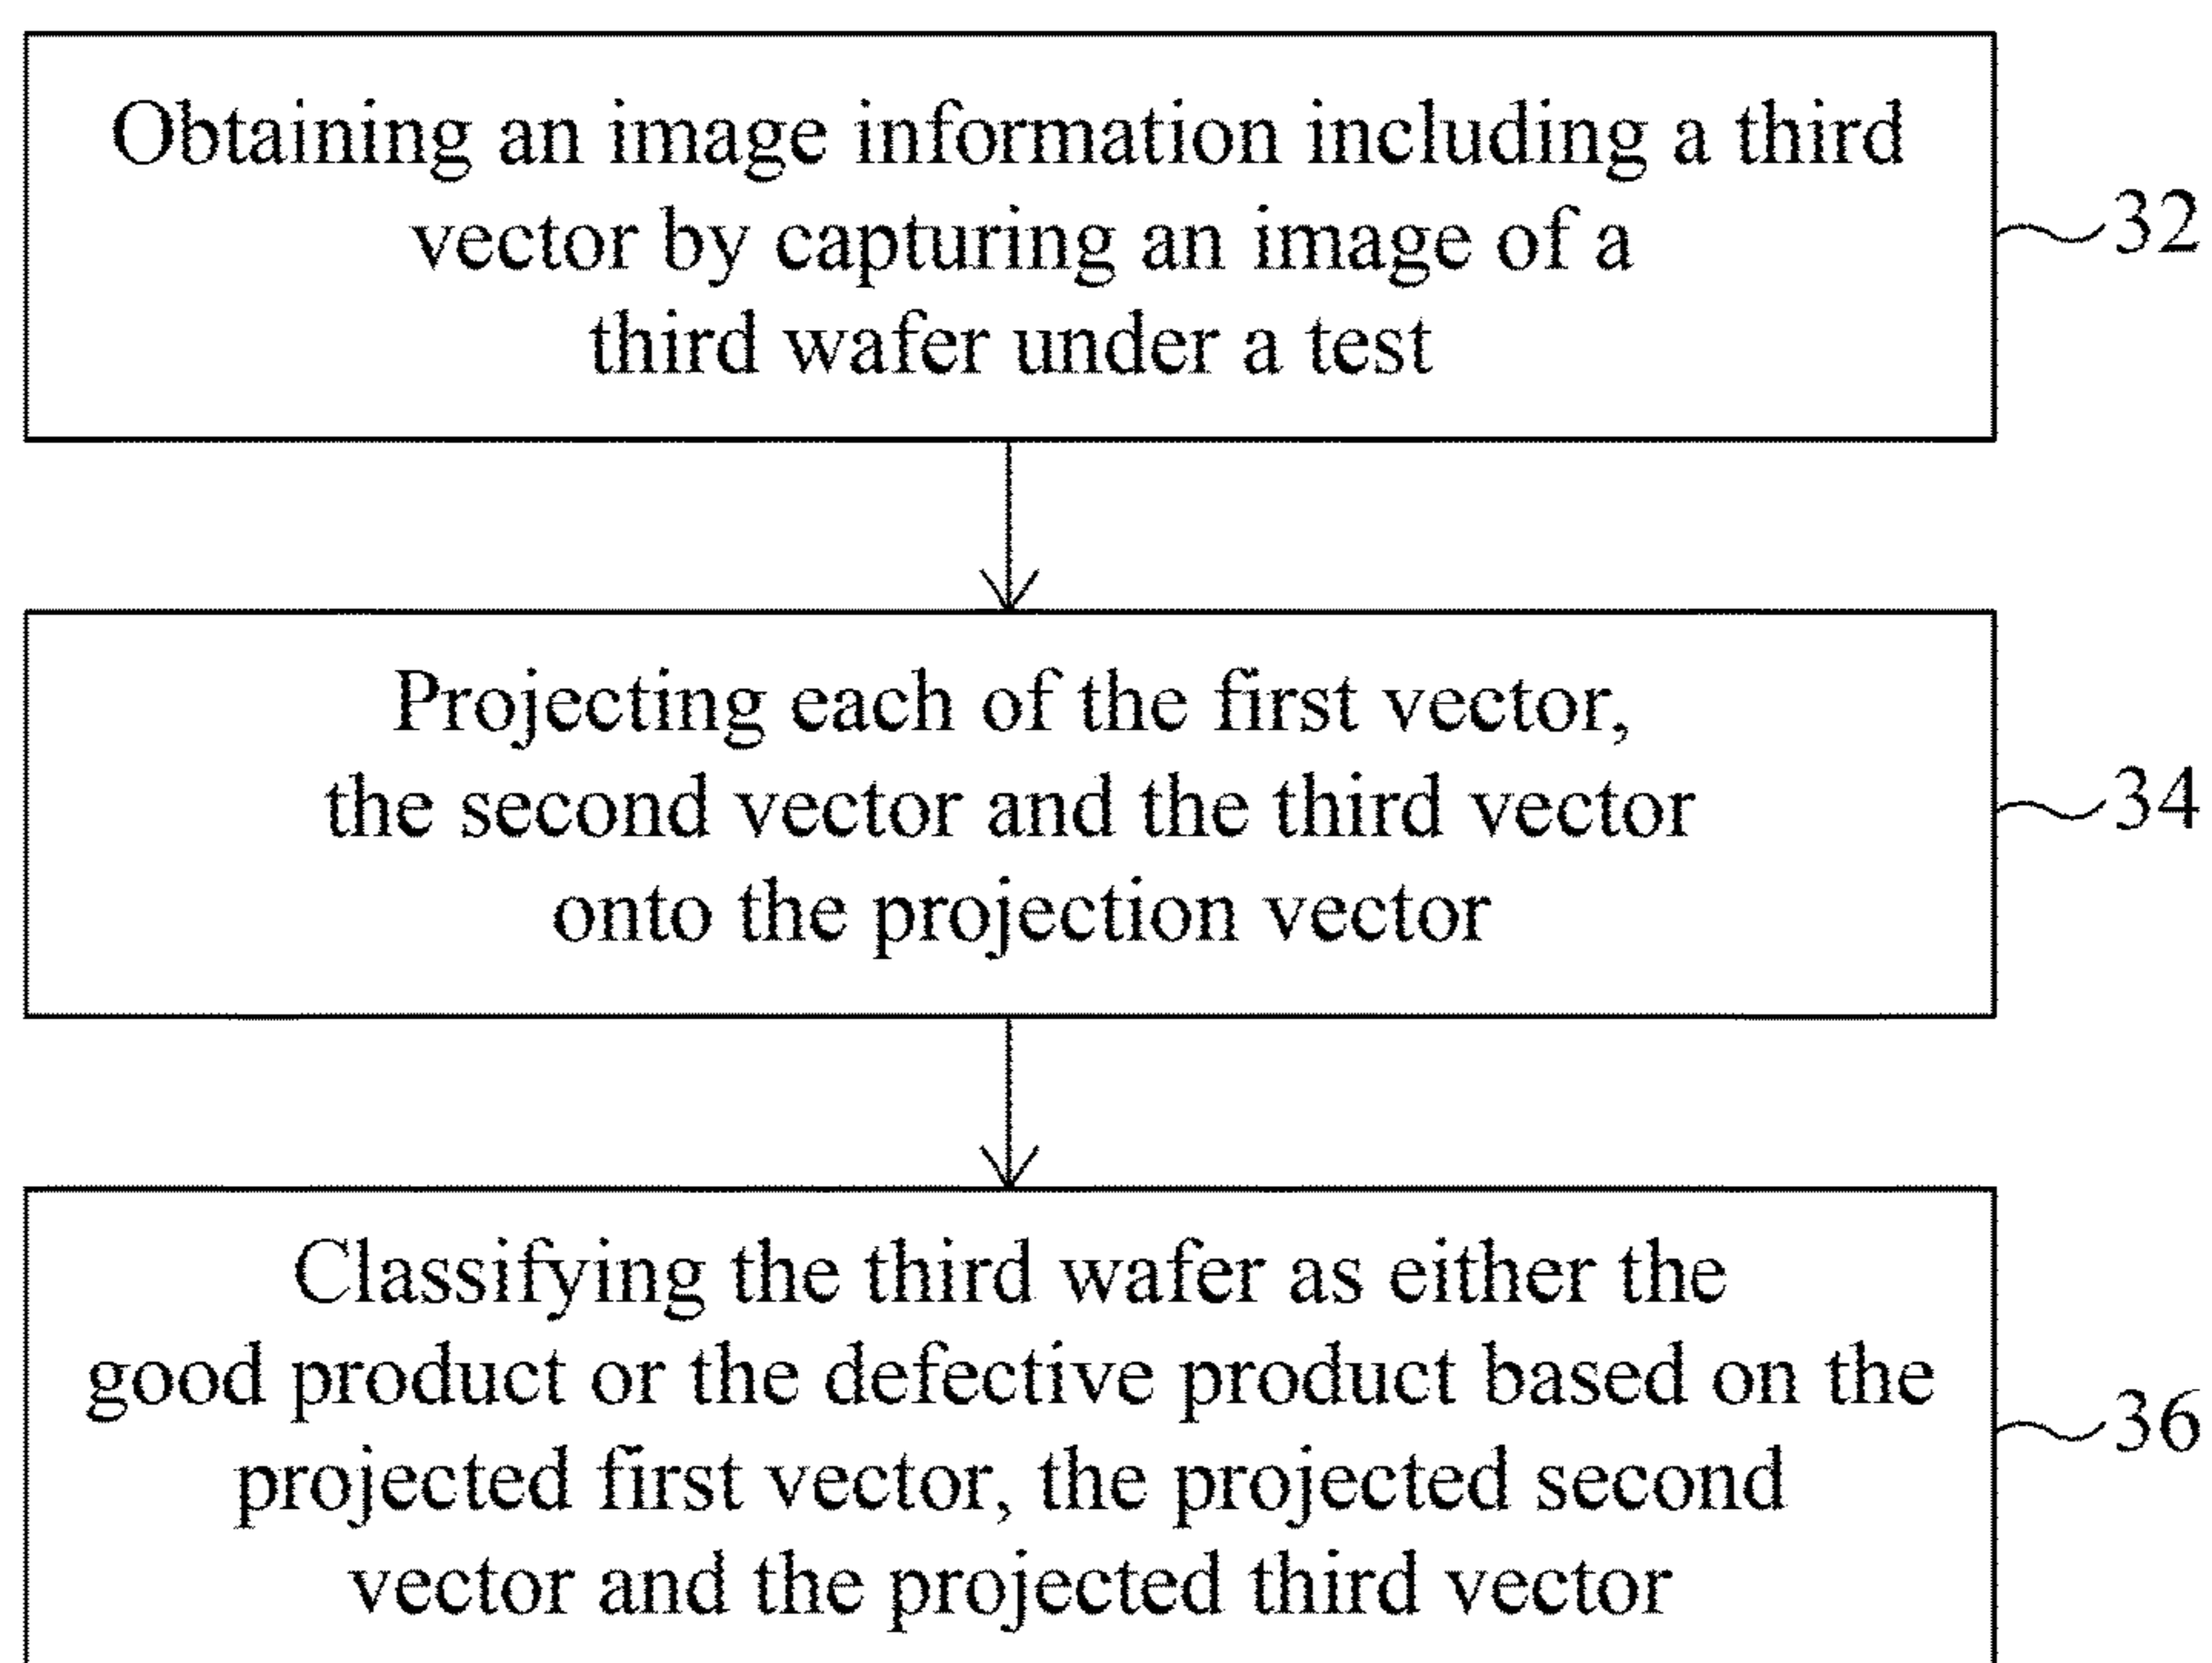 Obtaining an image information including a third
vector by capturing an image of a
third wafer under a test
32
Projecting each of the first vector,
the second vector and the third vector
onto the projection vector
34
Classifying the third wafer as either the
good product or the defective product based on the
projected first vector, the projected second
vector and the projected third vector
36